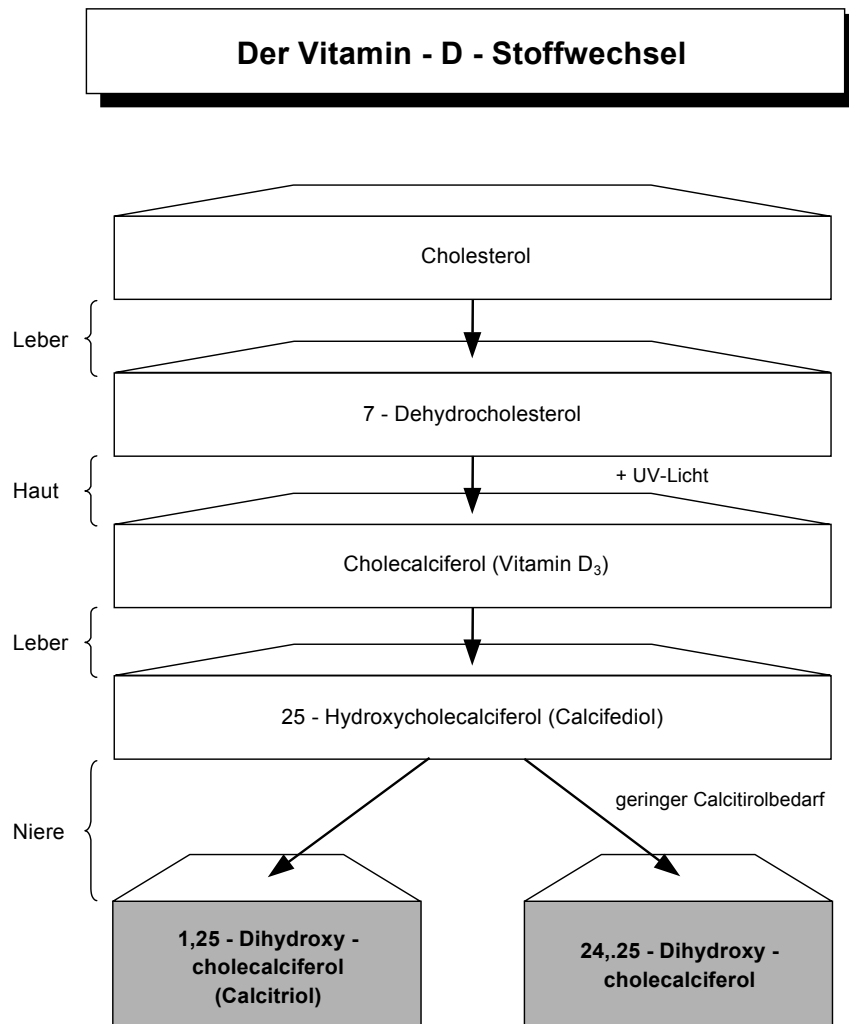 Der Vitamin - D - Stoffwechsel
Cholesterol
Leber
7 - Dehydrocholesterol
+ UV-Licht
Haut
Cholecalciferol (Vitamin D₃)
Leber
25 - Hydroxycholecalciferol (Calcifediol)
geringer Calcitirolbedarf
Niere
1,25 - Dihydroxy -
cholecalciferol
(Calcitriol)
24,.25 - Dihydroxy -
cholecalciferol